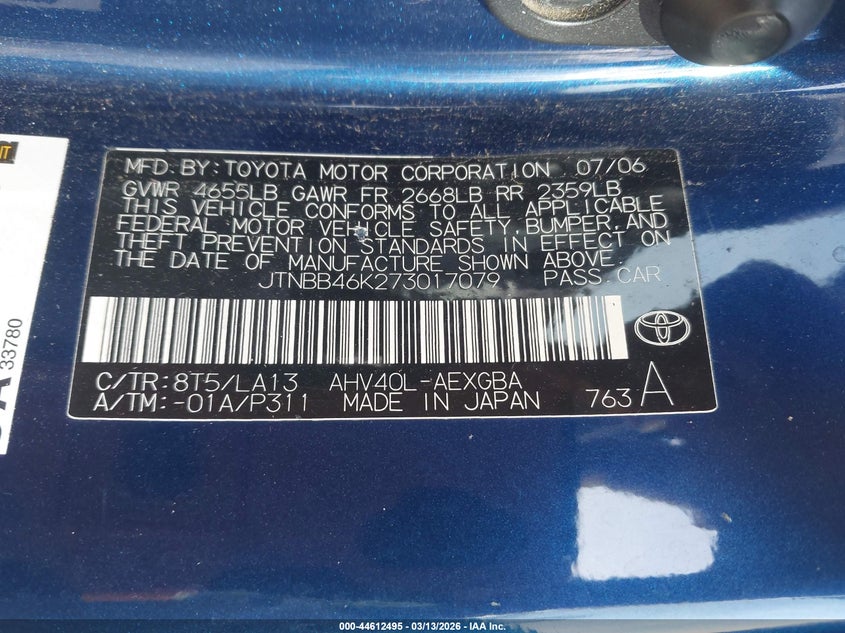 MFD.BY:TOYOTA MOTOR CORPORATION 07/06
GVWR 4655LB GAWR FR 2668LB RR 2359LB
THIS VEHICLE CONFORMS TO ALL APPLICABLE
FEDERAL MOTOR VEHICLE SAFETY,BUMPER,AND
THEFT PREVENTION STANDARDS IN EFFECT ON
THE DATE OF MANUFACTURE SHOWN ABOVE.
JTNBB46K273017079 PASS.CAR
C/TR:8T5/LA13 AHV40L-AEXGBA
A/TM:-01A/P311 MADE IN JAPAN 763 A
33780
000-44612495 - 03/13/2026 - IAA Inc.